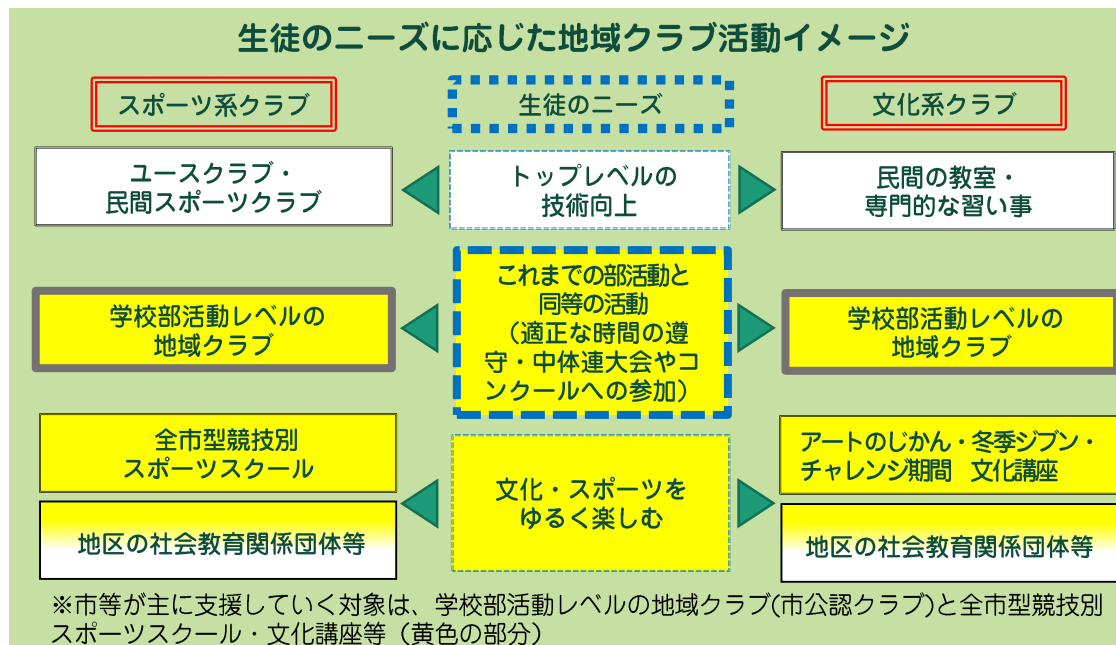 生徒のニーズに応じた地域クラブ活動イメージ
スポーツ系クラブ
生徒のニーズ
文化系クラブ
ユースクラブ・
民間スポーツクラブ
トップレベルの
技術向上
民間の教室・
専門的な習い事
学校部活動レベルの
地域クラブ
これまでの部活動と
同等の活動
（適正な時間の遵
守・中体連大会やコ
ンクールへの参加）
学校部活動レベルの
地域クラブ
全市型競技別
スポーツスクール
地区の社会教育関係団体等
文化・スポーツを
ゆるく楽しむ
アートのじかん・冬季ジブン・
チャレンジ期間　文化講座
地区の社会教育関係団体等
※市等が主に支援していく対象は、学校部活動レベルの地域クラブ(市公認クラブ)と全市型競技別
スポーツスクール・文化講座等（黄色の部分）